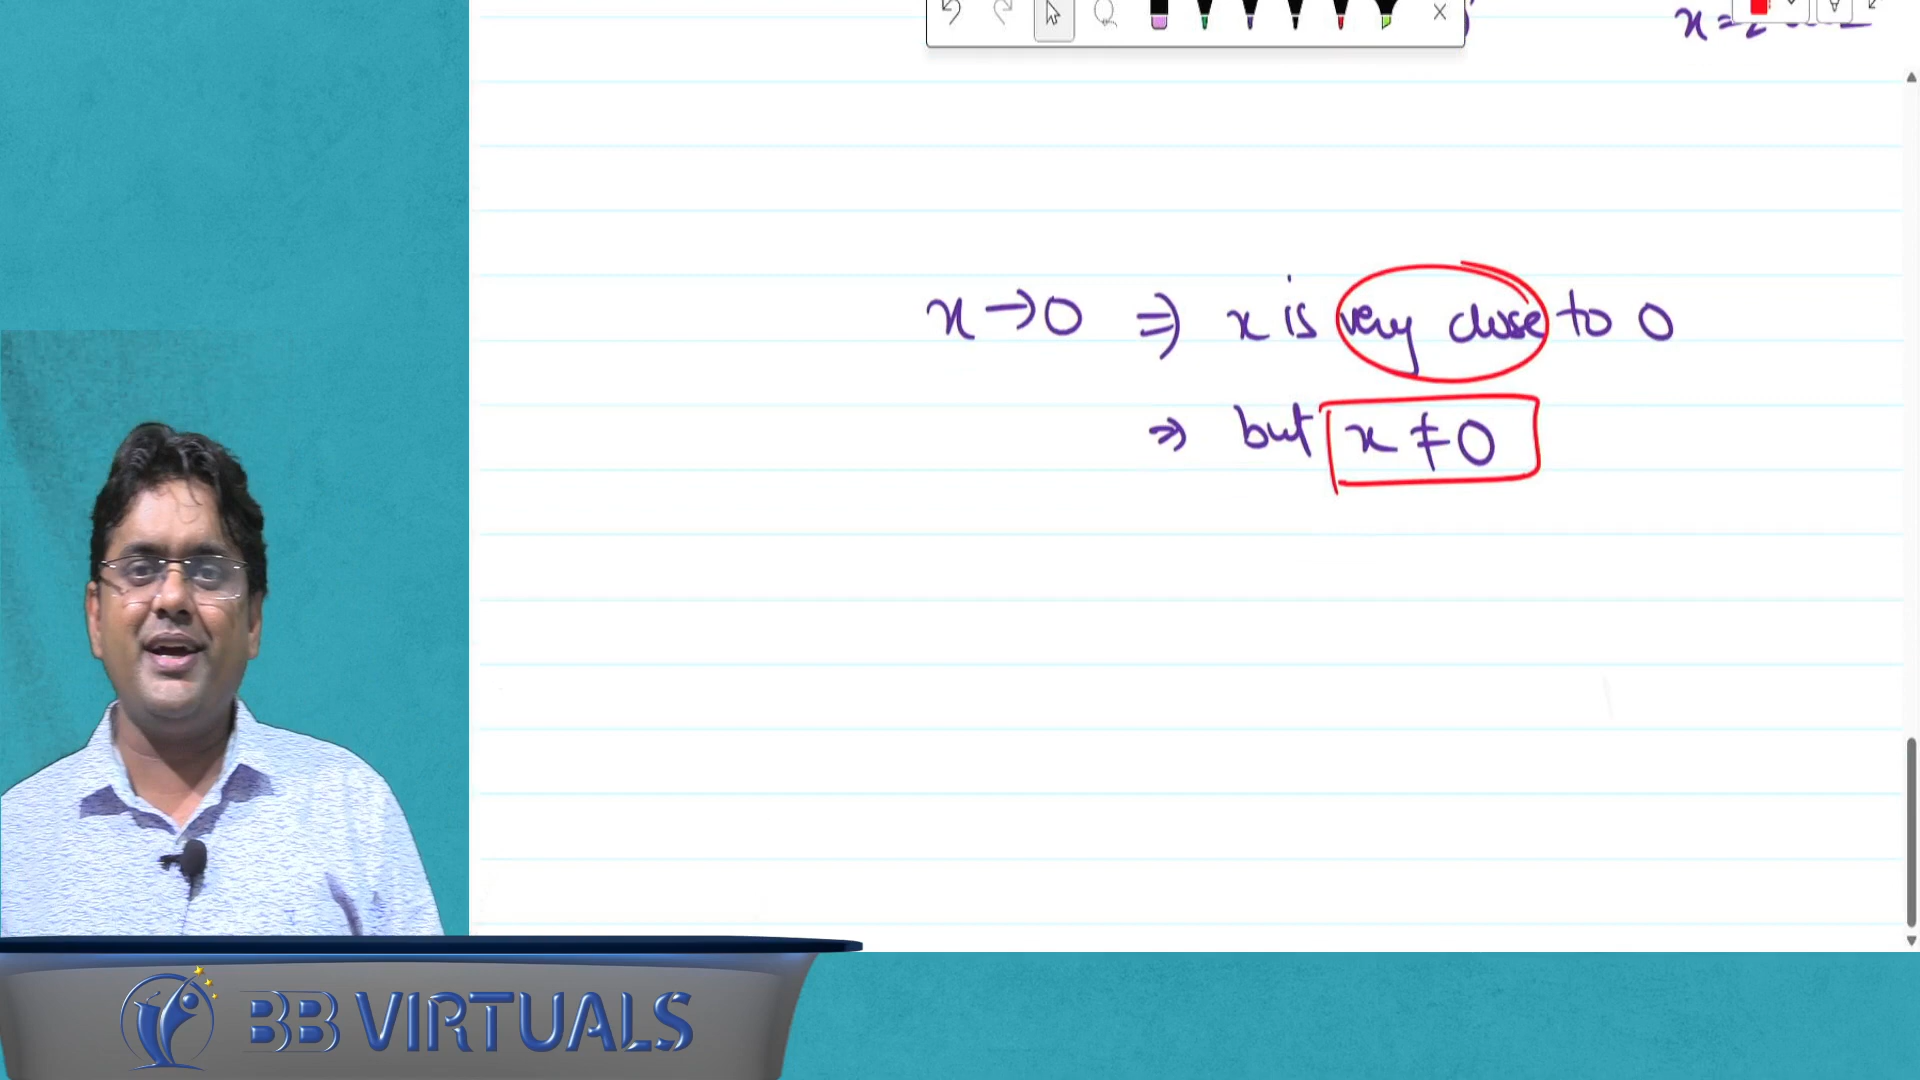 x =
x → 0 ⇒ x is very close to 0
⇒ but x ≠ 0
BB VIRTUALS